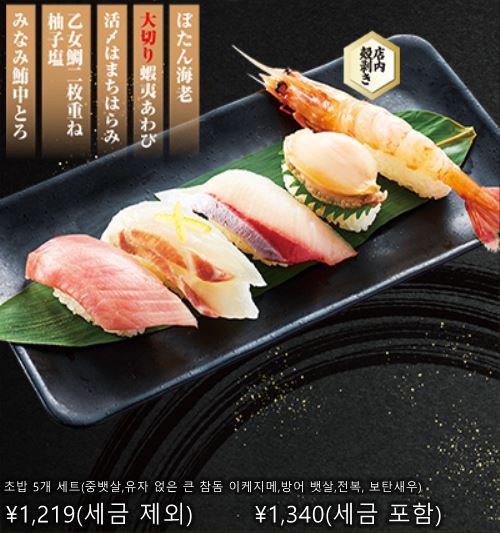 ぼたん海老
大切り蝦夷あわび
活〆はまちはらみ
乙女鯛二枚重ね
柚子塩
みなみ鮪中とろ
店内
殻剥き
초밥 5개 세트(중뱃살,유자 얹은 큰 참돔 이케지메,방어 뱃살,전복, 보탄새우)
¥1,219(세금 제외)
¥1,340(세금 포함)